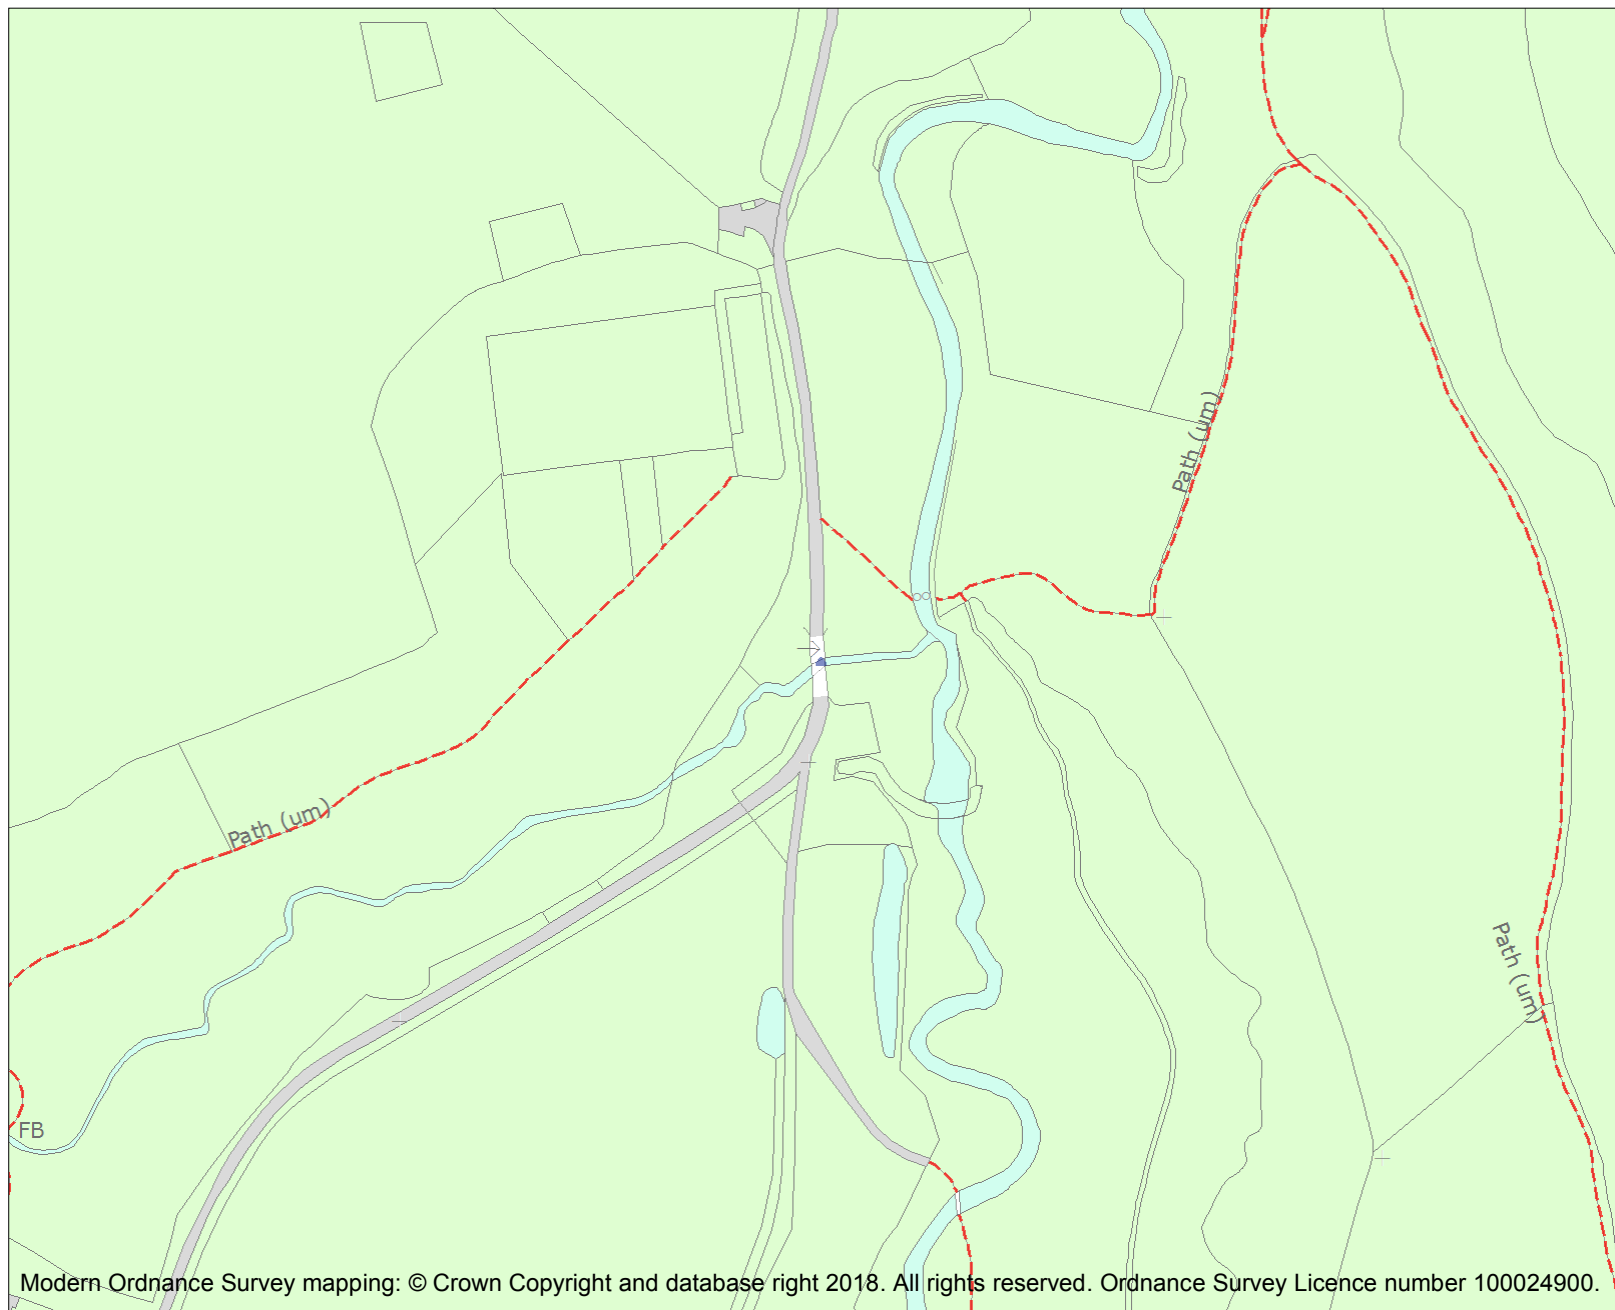 Path (um)
Path (um)
Path (um)
FB
Modern Ordnance Survey mapping: © Crown Copyright and database right 2018. All rights reserved. Ordnance Survey Licence number 100024900.